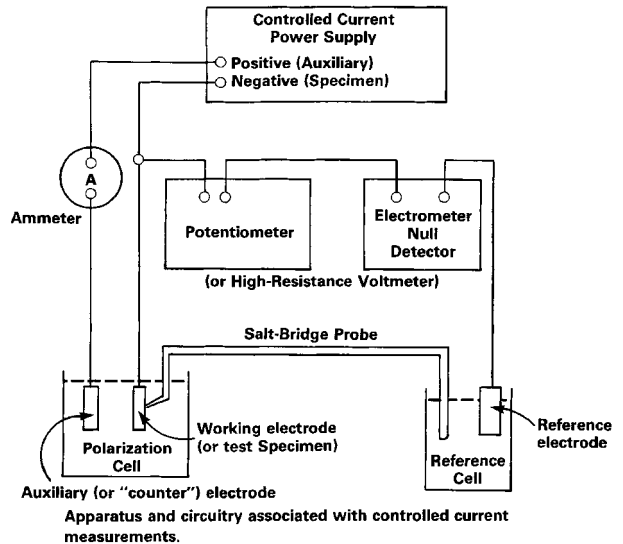 Controlled Current
Power Supply
Positive (Auxiliary)
Negative (Specimen)
A
Ammeter
Potentiometer
Electrometer
Null
Detector
(or High-Resistance Voltmeter)
Salt-Bridge Probe
Working electrode
(or test Specimen)
Polarization
Cell
Reference
electrode
Reference
Cell
Auxiliary (or "counter") electrode
Apparatus and circuitry associated with controlled current
measurements.